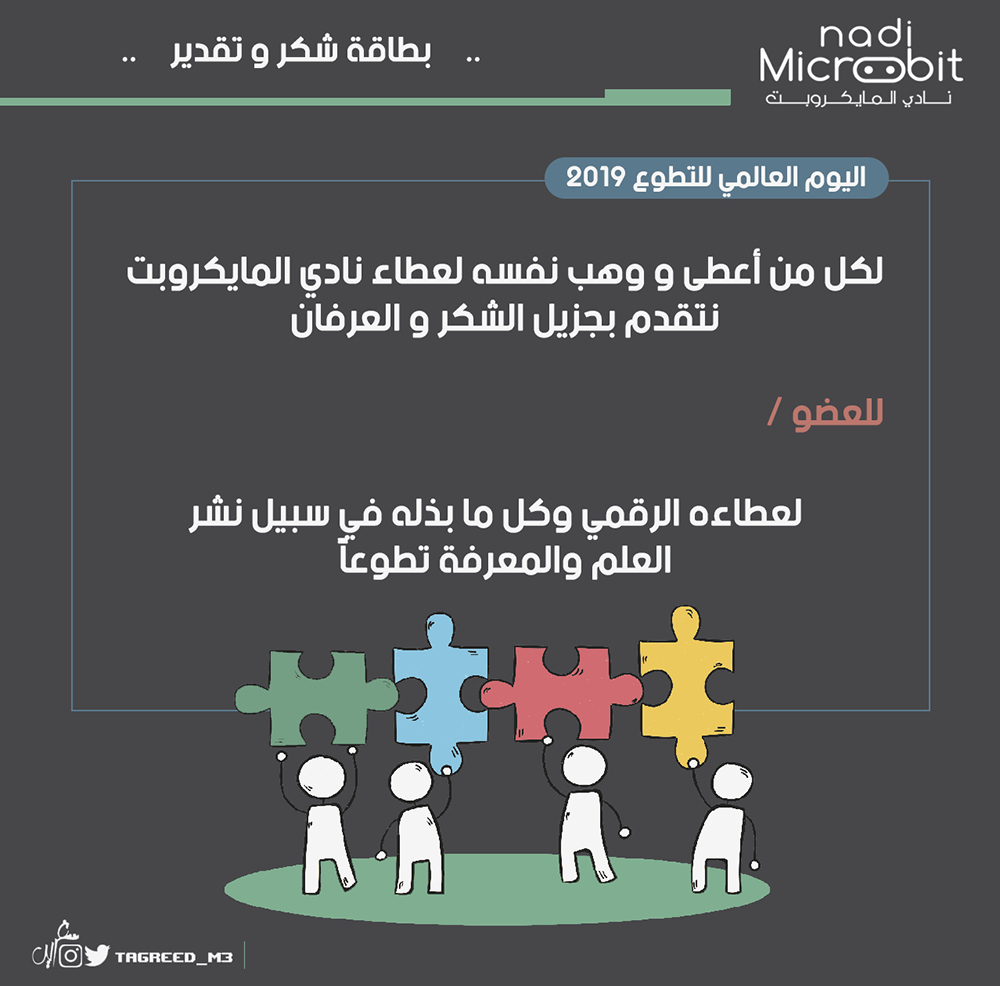 nadi
Microbit
نادي المايكروبت
.. بطاقة شكر و تقدير ..
اليوم العالمي للتطوع 2019
لكل من أعطى و وهب نفسه لعطاء نادي المايكروبت
نتقدم بجزيل الشكر و العرفان
للعضو /
لعطاءه الرقمي وكل ما بذله في سبيل نشر
العلم والمعرفة تطوعاً
TAGREED_M3